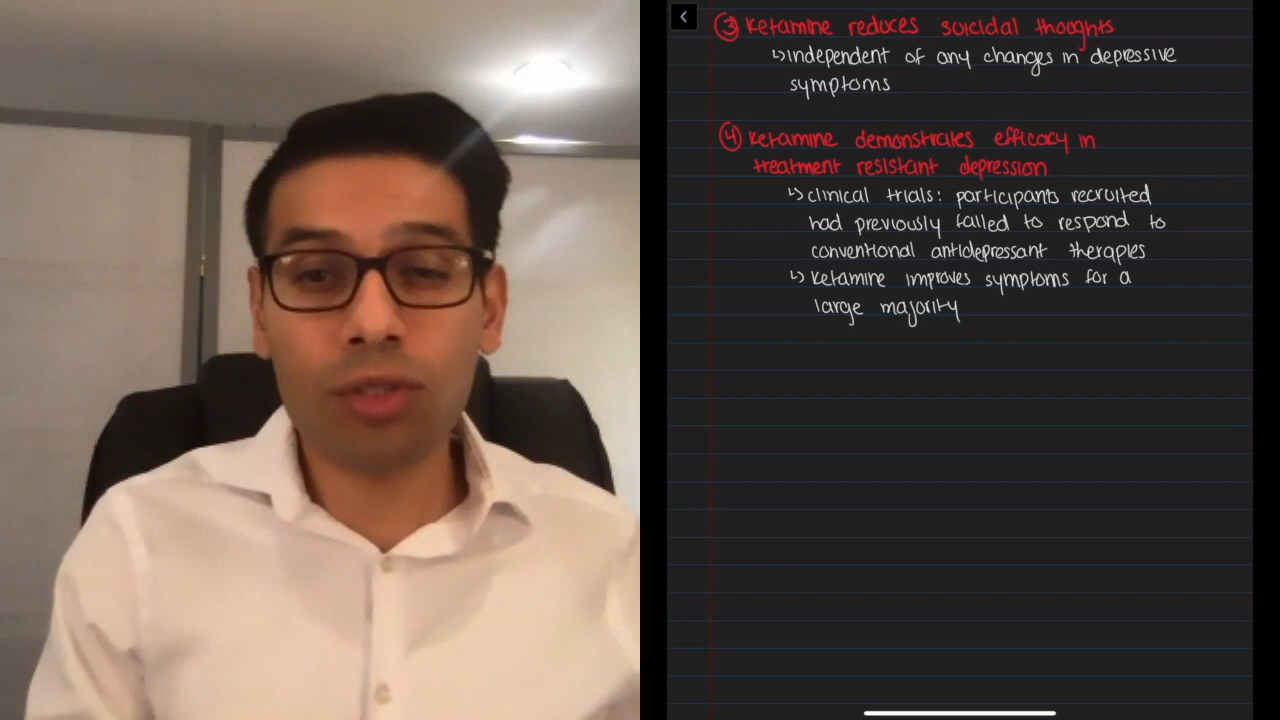 ③ Ketamine reduces suicidal thoughts
↳ independent of any changes in depressive
symptoms
④ Ketamine demonstrates efficacy in
treatment resistant depression
↳ clinical trials: participants recruited
had previously failed to respond to
conventional antidepressant therapies
↳ Ketamine improves symptoms for a
large majority